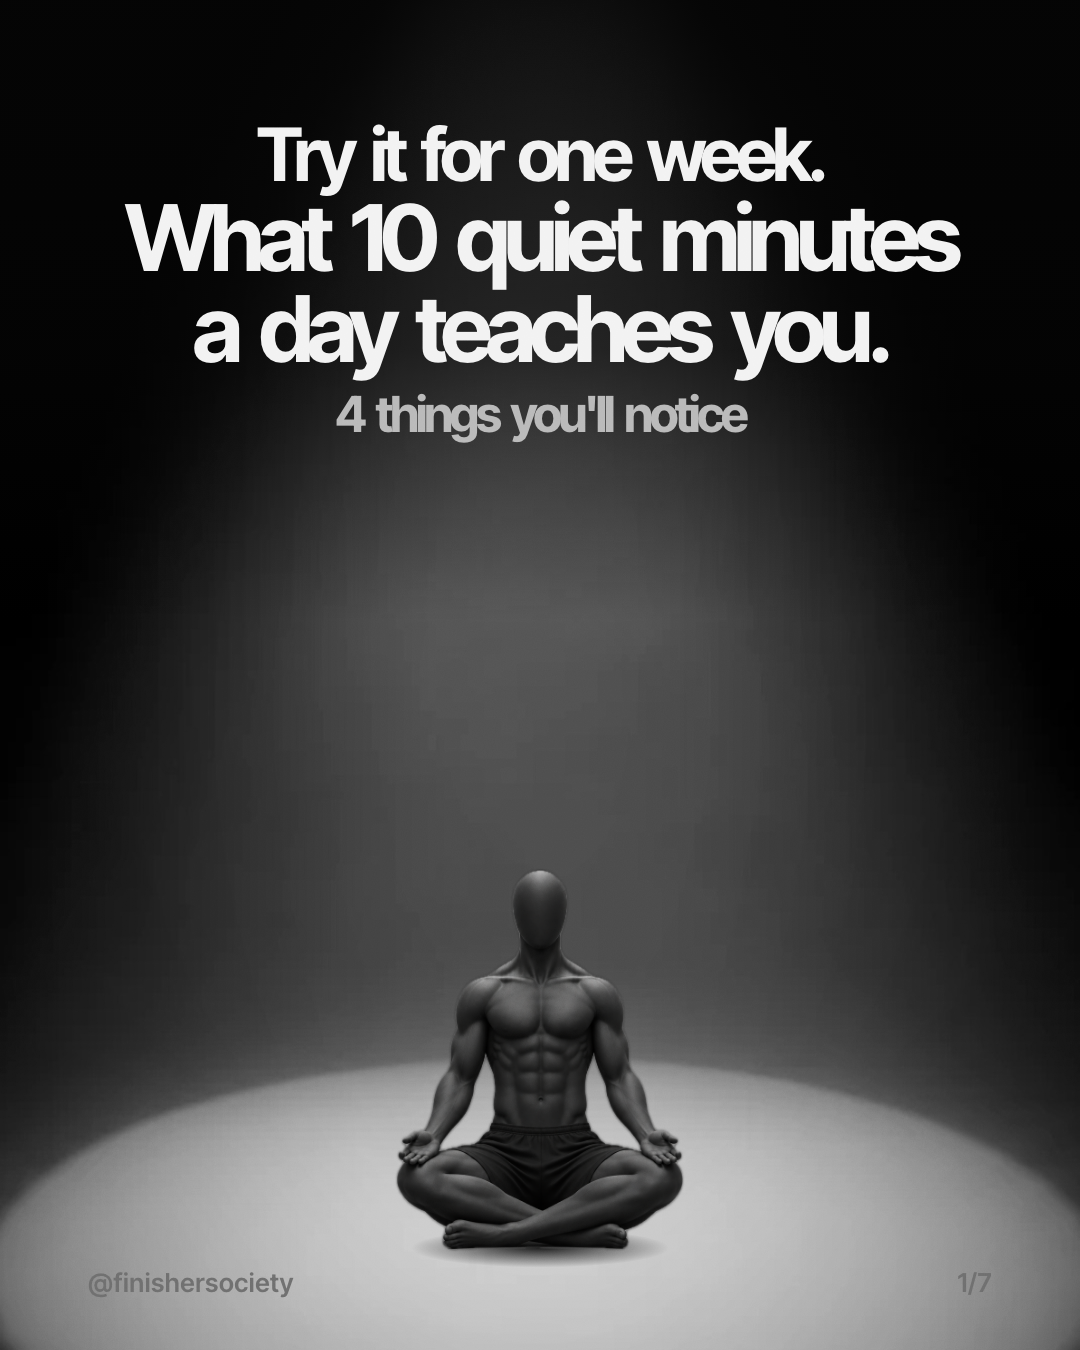 Try it for one week.
What 10 quiet minutes
a day teaches you.
4 things you'll notice
@finishersociety
1/7